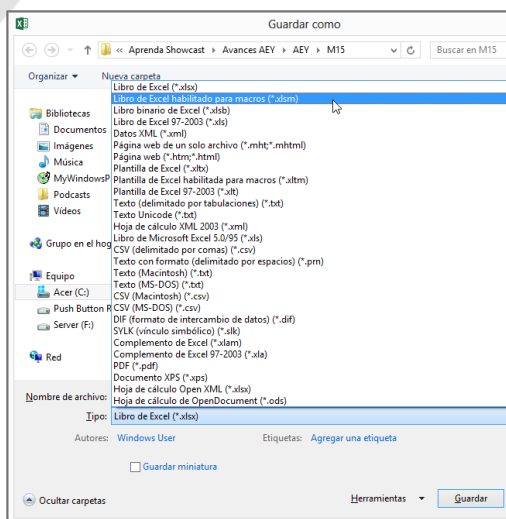 Guardar como
« Aprenda Showcast ▸ Avances AEY ▸ AEY ▸ M15
Buscar en M15
Organizar ▾ Nueva carpeta
Bibliotecas
Documentos
Imágenes
Música
MyWindowsP
Podcasts
Vídeos
Grupo en el hog
Equipo
Acer (C:)
Push Button R
Server (F:)
Red
Libro de Excel (*.xlsx)
Libro de Excel habilitado para macros (*.xlsm)
Libro binario de Excel (*.xlsb)
Libro de Excel 97-2003 (*.xls)
Datos XML (*.xml)
Página web de un solo archivo (*.mht;*.mhtml)
Página web (*.htm;*.html)
Plantilla de Excel (*.xltx)
Plantilla de Excel habilitada para macros (*.xltm)
Plantilla de Excel 97-2003 (*.xlt)
Texto (delimitado por tabulaciones) (*.txt)
Texto Unicode (*.txt)
Hoja de cálculo XML 2003 (*.xml)
Libro de Microsoft Excel 5.0/95 (*.xls)
CSV (delimitado por comas) (*.csv)
Texto con formato (delimitado por espacios) (*.prn)
Texto (Macintosh) (*.txt)
Texto (MS-DOS) (*.txt)
CSV (Macintosh) (*.csv)
CSV (MS-DOS) (*.csv)
DIF (formato de intercambio de datos) (*.dif)
SYLK (vínculo simbólico) (*.slk)
Complemento de Excel (*.xlam)
Complemento de Excel 97-2003 (*.xla)
PDF (*.pdf)
Documento XPS (*.xps)
Hoja de cálculo Open XML (*.xlsx)
Hoja de cálculo de OpenDocument (*.ods)
Nombre de archivo:
Tipo: Libro de Excel (*.xlsx)
Autores: Windows User Etiquetas: Agregar una etiqueta
Guardar miniatura
Ocultar carpetas Herramientas ▾ Guardar